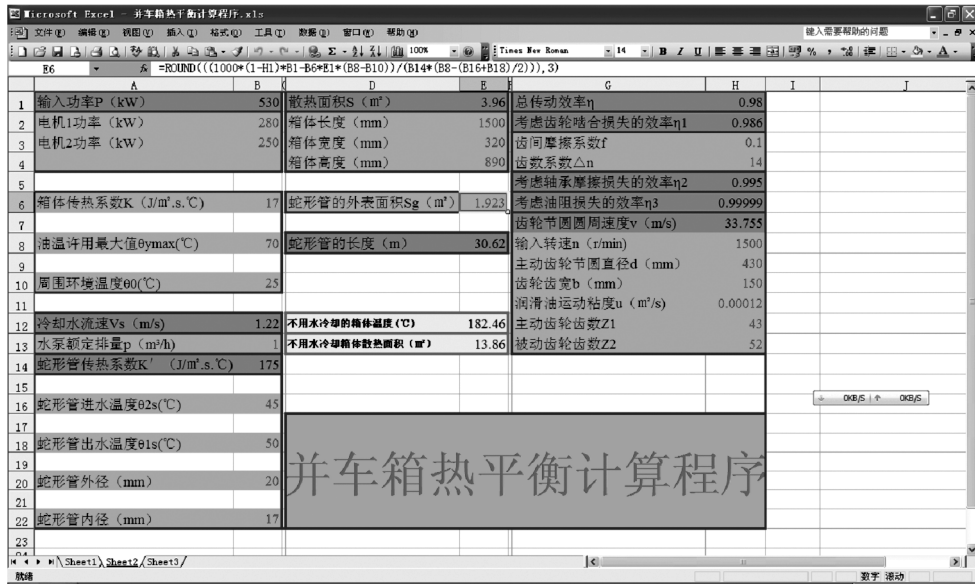 Microsoft Excel - 并车箱热平衡计算程序.xls
文件(F) 编辑(E) 视图(V) 插入(I) 格式(O) 工具(T) 数据(D) 窗口(W) 帮助(H) 键入需要帮助的问题
100% Times New Roman 14 B I U
E6 fx =ROUND(((1000*(1-H1)*B1-B6*E1*(B8-B10))/(B14*(B8-(B16+B18)/2))),3)
A B C D E F G H I J
1 输入功率P(kW) 530 散热面积S(㎡) 3.96 总传动效率η 0.98
2 电机1功率(kW) 280 箱体长度(mm) 1500 考虑齿轮啮合损失的效率η1 0.986
3 电机2功率(kW) 250 箱体宽度(mm) 320 齿间摩擦系数f 0.1
4 箱体高度(mm) 890 齿数系数△n 14
5 考虑轴承摩擦损失的效率η2 0.995
6 箱体传热系数K(J/㎡.s.℃) 17 蛇形管的外表面积Sg(㎡) 1.923 考虑油阻损失的效率η3 0.99999
7 齿轮节圆圆周速度v(m/s) 33.755
8 油温许用最大值θymax(℃) 70 蛇形管的长度(m) 30.62 输入转速n(r/min) 1500
9 主动齿轮节圆直径d(mm) 430
10 周围环境温度θ0(℃) 25 齿轮齿宽b(mm) 150
11 润滑油运动粘度u(㎡/s) 0.00012
12 冷却水流速Vs(m/s) 1.22 不用水冷却的箱体温度(℃) 182.46 主动齿轮齿数Z1 43
13 水泵额定排量p(m³/h) 1 不用水冷却箱体散热面积(㎡) 13.86 被动齿轮齿数Z2 52
14 蛇形管传热系数K′(J/㎡.s.℃) 175
15
16 蛇形管进水温度θ2s(℃) 45 0KB/S 0KB/S
17
18 蛇形管出水温度θ1s(℃) 50
19
20 蛇形管外径(mm) 20 并车箱热平衡计算程序
21
22 蛇形管内径(mm) 17
23
Sheet1 Sheet2 Sheet3
就绪 数字 滚动